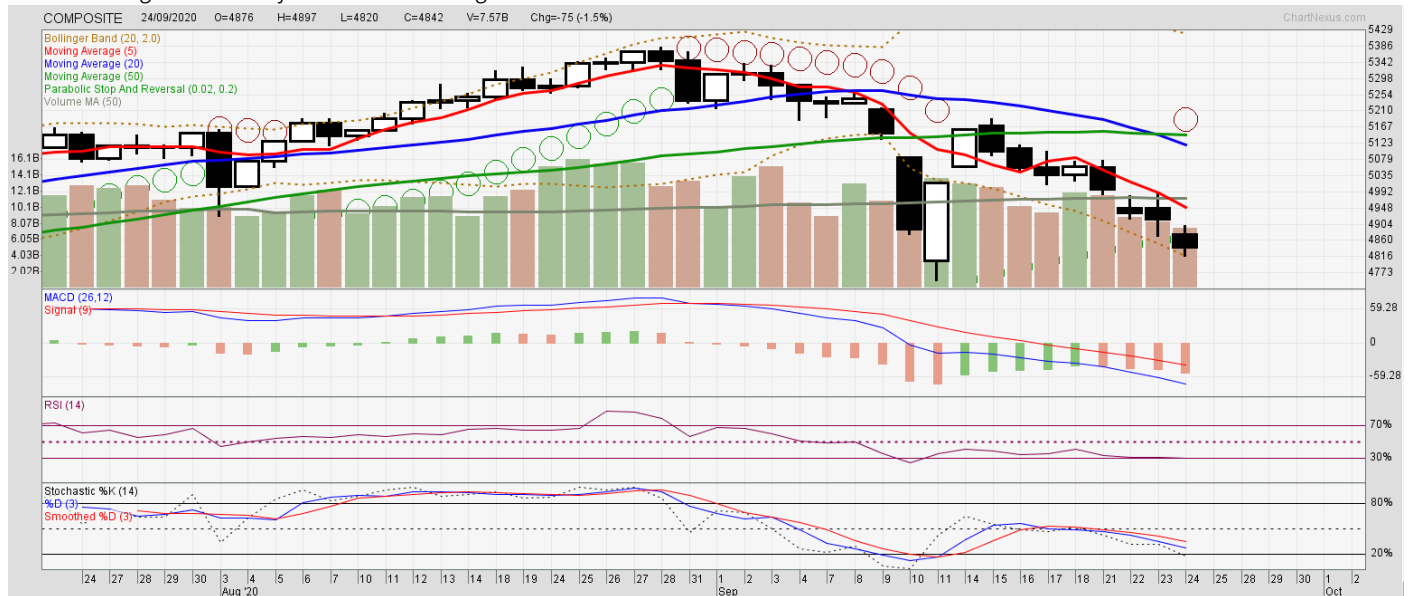 COMPOSITE 24/09/2020 O=4876 H=4897 L=4820 C=4842 V=7.57B Chg=-75 (-1.5%) ChartNexus.com
Bollinger Band (20, 2.0)
Moving Average (5)
Moving Average (20)
Moving Average (50)
Parabolic Stop And Reversal (0.02, 0.2)
Volume MA (50)
5429
5386
5342
5298
5254
5210
5167
5123
5079
5035
4992
4948
4904
4860
4816
4773
16.1B
14.1B
12.1B
10.1B
8.07B
6.05B
4.03B
2.02B
MACD (26,12)
Signal (9)
59.28
0
-59.28
RSI (14)
70%
30%
Stochastic %K (14)
%D (3)
Smoothed %D (3)
80%
20%
24 27 28 29 30 3 4 5 6 7 10 11 12 13 14 18 19 24 25 26 27 28 31 1 2 3 4 7 8 9 10 11 14 15 16 17 18 21 22 23 24 25 28 29 30 1 2
Aug '20 Sep Oct